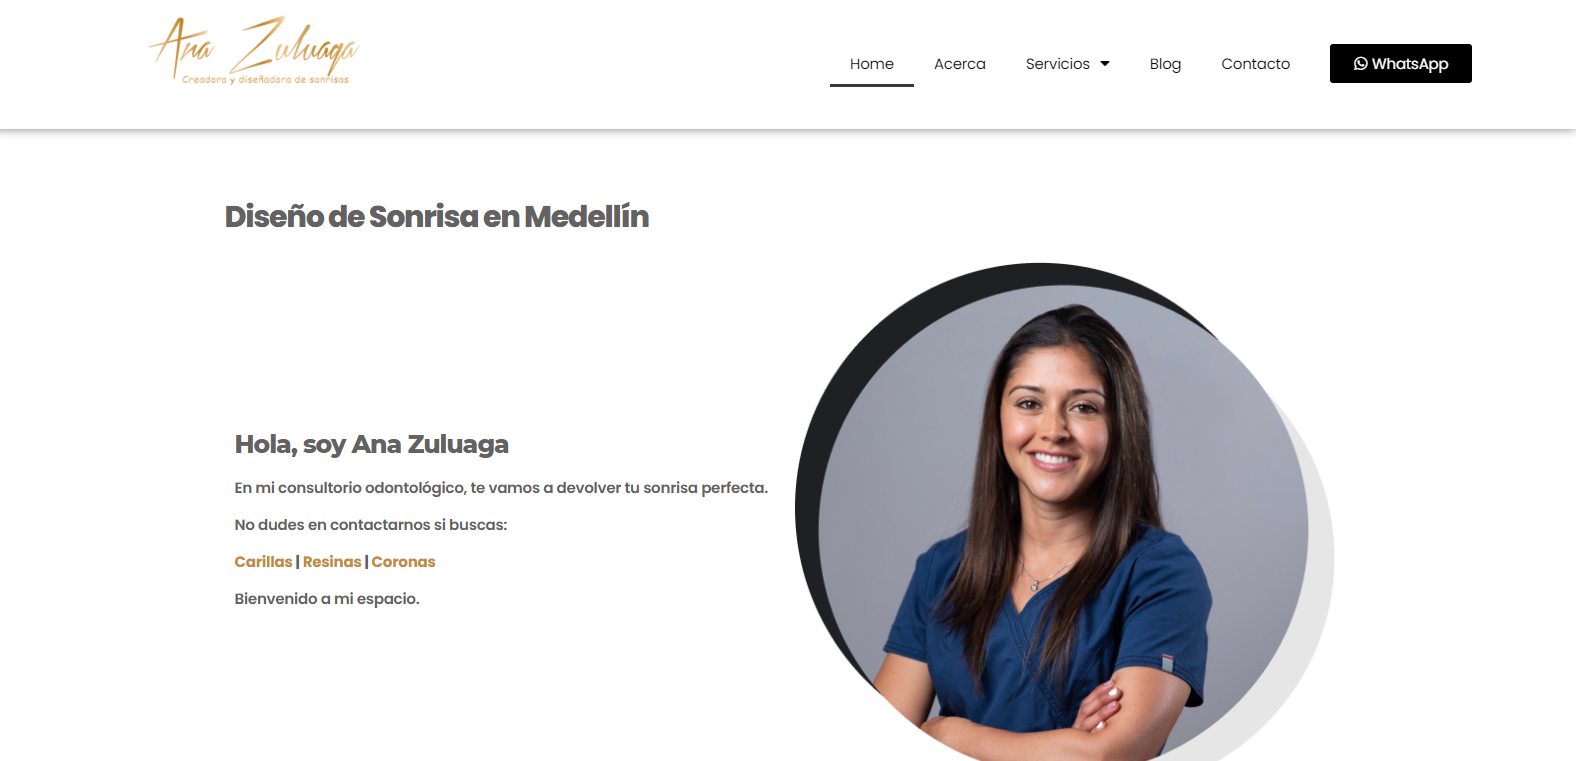 Ana Zuluaga
Creadora y diseñadora de sonrisas
Home Acerca Servicios Blog Contacto WhatsApp
Diseño de Sonrisa en Medellín
Hola, soy Ana Zuluaga
En mi consultorio odontológico, te vamos a devolver tu sonrisa perfecta.
No dudes en contactarnos si buscas:
Carillas | Resinas | Coronas
Bienvenido a mi espacio.